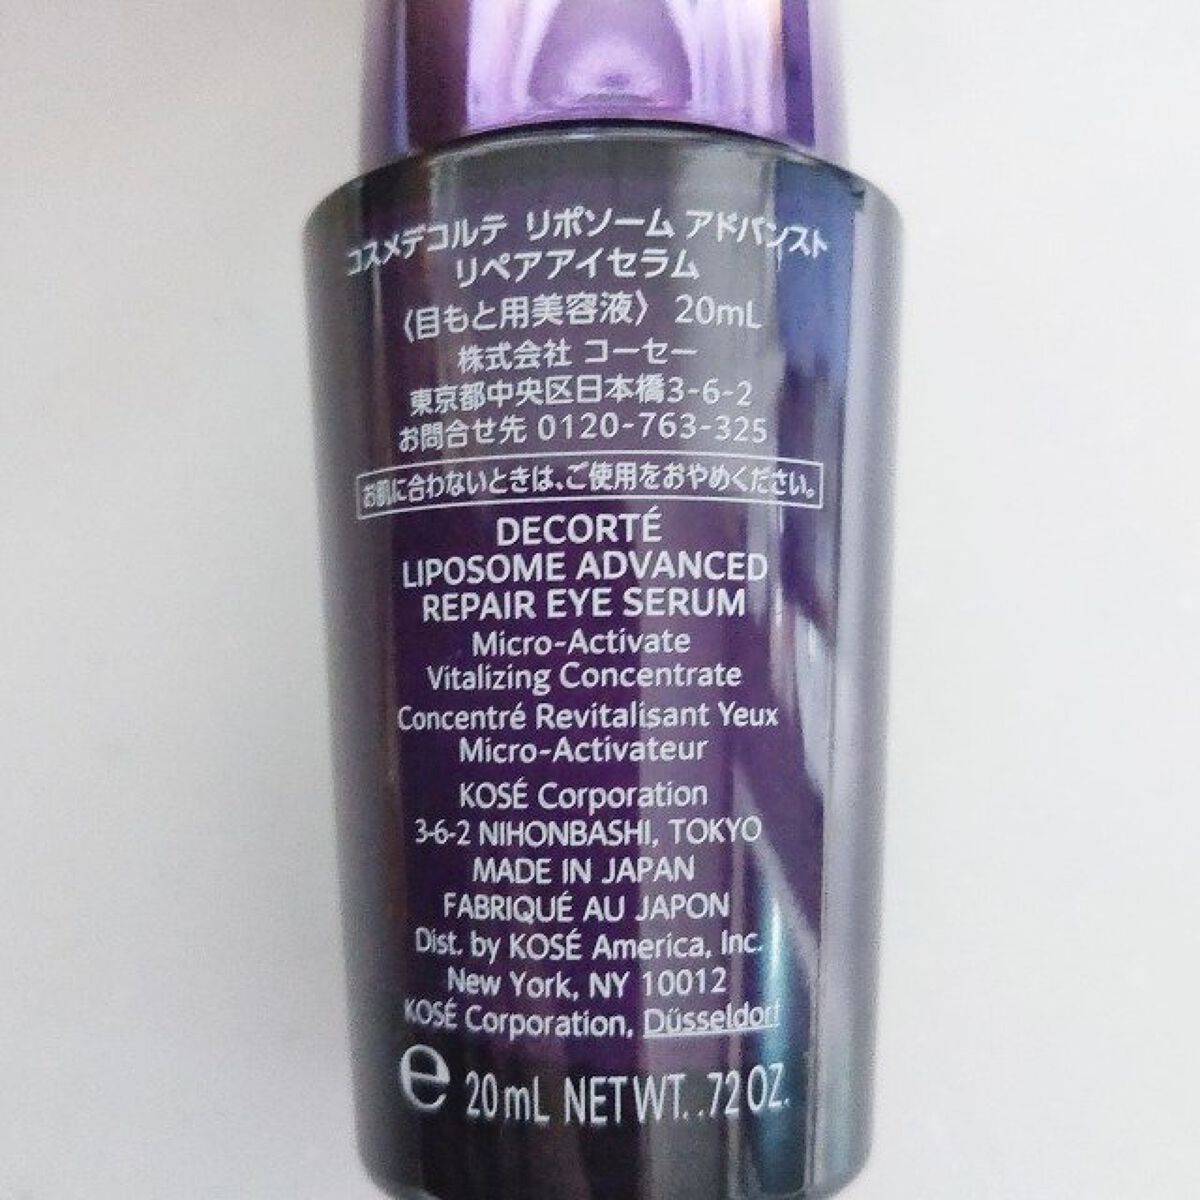 コスメデコルテ リポソーム アドバンスト
リペアアイセラム
〈目もと用美容液〉 20mL
株式会社 コーセー
東京都中央区日本橋3-6-2
お問合せ先 0120-763-325
お肌に合わないときは、ご使用をおやめください。
DECORTÉ
LIPOSOME ADVANCED
REPAIR EYE SERUM
Micro-Activate
Vitalizing Concentrate
Concentré Revitalisant Yeux
Micro-Activateur
KOSÉ Corporation
3-6-2 NIHONBASHI, TOKYO
MADE IN JAPAN
FABRIQUÉ AU JAPON
Dist. by KOSÉ America, Inc.
New York, NY 10012
KOSÉ Corporation, Düsseldorf
℮ 20mL NET WT. .72 OZ.